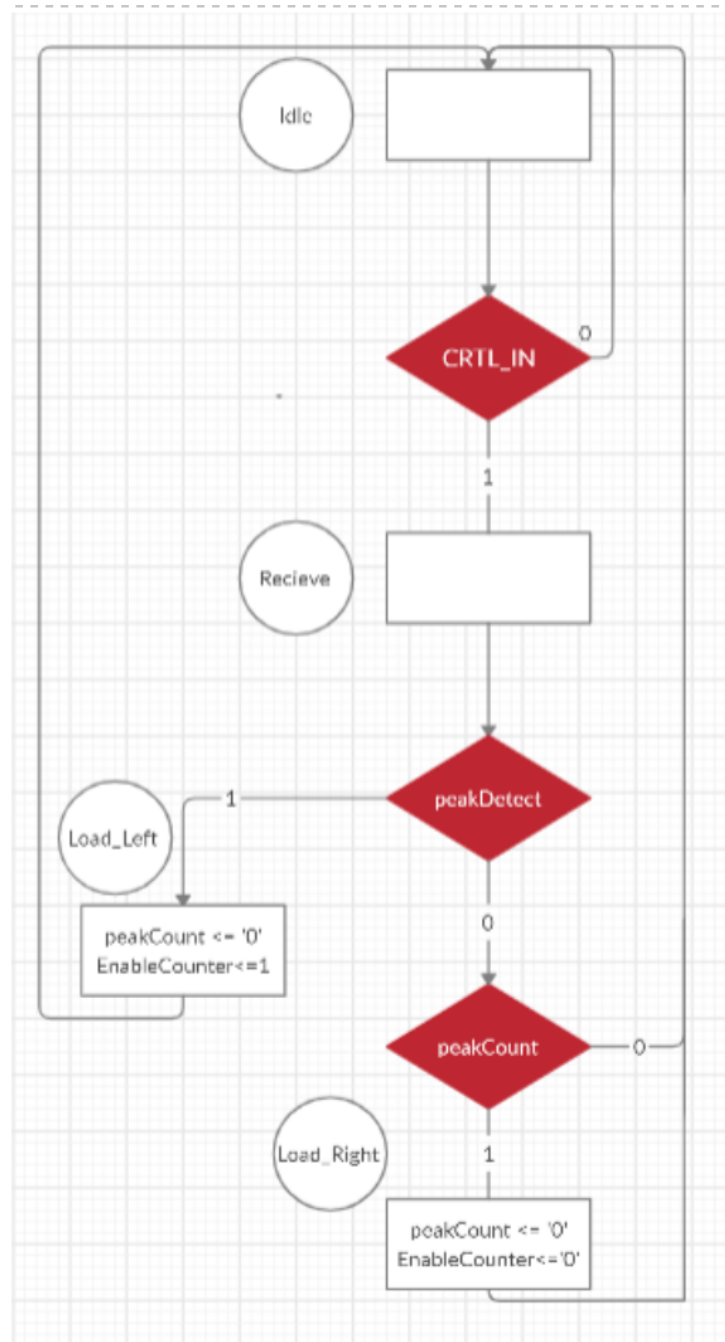 Idle
0
CRTL_IN
1
Recieve
peakDetect
1
Load_Left
peakCount <= '0'
EnableCounter<=1
0
peakCount
0
Load_Right
1
peakCount <= '0'
EnableCounter<='0'